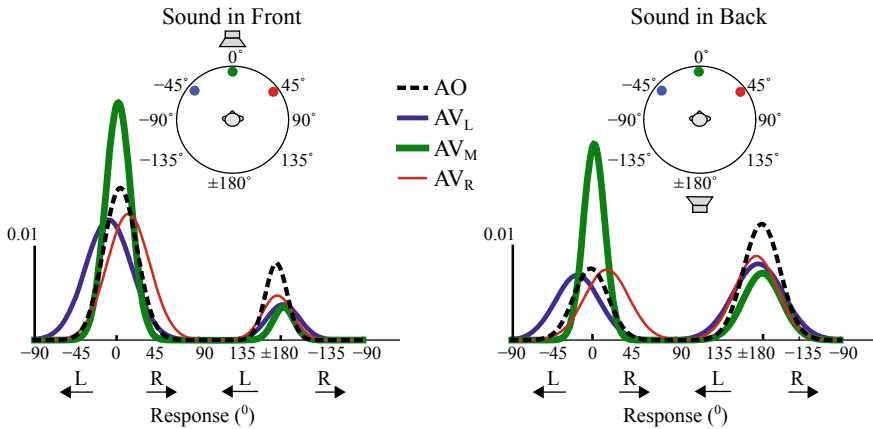 Sound in Front
Sound in Back
0°
−45°
45°
−90°
90°
−135°
135°
±180°
0°
−45°
45°
−90°
90°
−135°
135°
±180°
AO
AV_L
AV_M
AV_R
0.01
0.01
−90 −45 0 45 90 135 ±180 −135 −90
−90 −45 0 45 90 135 ±180 −135 −90
L R L R
L R L R
Response (⁰)
Response (⁰)